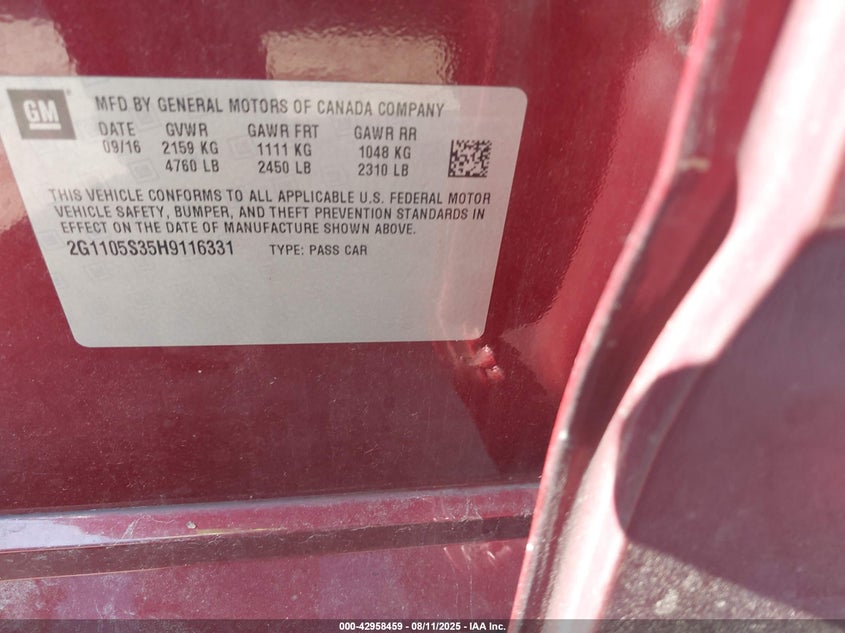 GM
MFD BY GENERAL MOTORS OF CANADA COMPANY
DATE GVWR GAWR FRT GAWR RR
09/16 2159 KG 1111 KG 1048 KG
4760 LB 2450 LB 2310 LB
THIS VEHICLE CONFORMS TO ALL APPLICABLE U.S. FEDERAL MOTOR
VEHICLE SAFETY, BUMPER, AND THEFT PREVENTION STANDARDS IN
EFFECT ON THE DATE OF MANUFACTURE SHOWN ABOVE.
2G1105S35H9116331 TYPE: PASS CAR
000-42958459 - 08/11/2025 - IAA Inc.